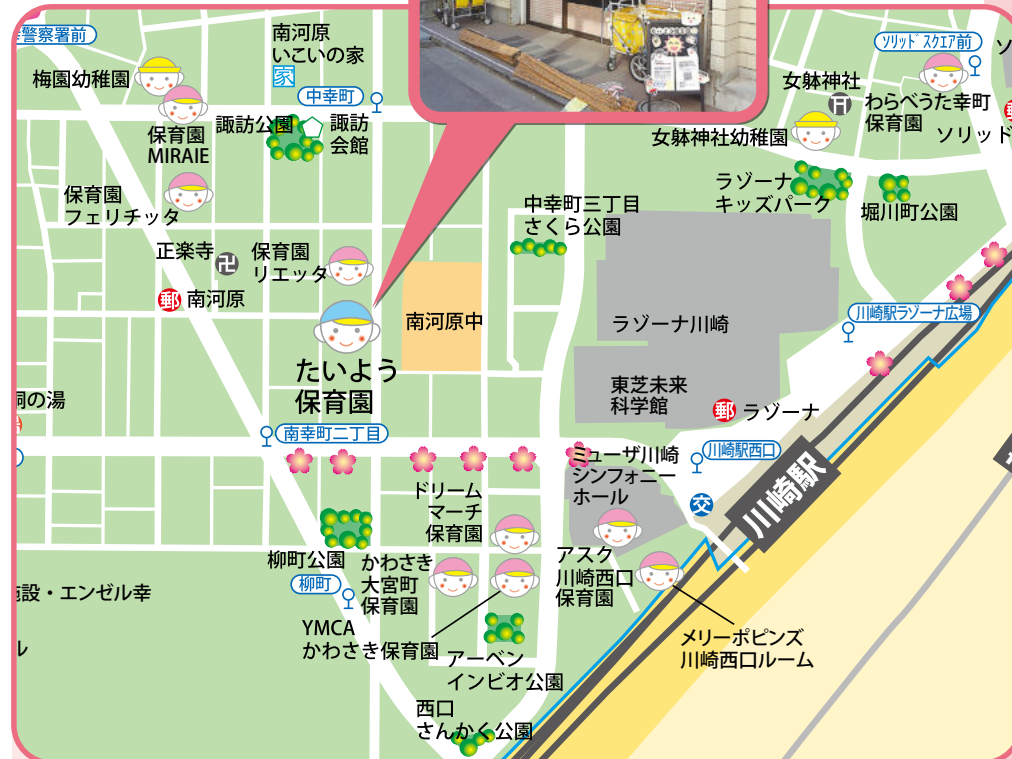 警察署前
梅園幼稚園
南河原
いこいの家
家
中幸町
諏訪公園
諏訪
会館
保育園
MIRAIE
保育園
フェリチッタ
正楽寺
卍
保育園
リエッタ
郵
南河原
たいよう
保育園
南河原中
中幸町三丁目
さくら公園
女躰神社
女躰神社幼稚園
ソリッドスクエア前
わらべうた幸町
保育園
ソ
ソリッド
ラゾーナ
キッズパーク
堀川町公園
川崎駅ラゾーナ広場
ラゾーナ川崎
東芝未来
科学館
郵
ラゾーナ
の湯
南幸町二丁目
ミューザ川崎
シンフォニー
ホール
川崎駅西口
交
川崎駅
ドリーム
マーチ
保育園
柳町公園
柳町
かわさき
大宮町
保育園
アスク
川崎西口
保育園
設・エンゼル幸
ル
YMCA
かわさき保育園
アーベン
インビオ公園
メリーポピンズ
川崎西口ルーム
西口
さんかく公園